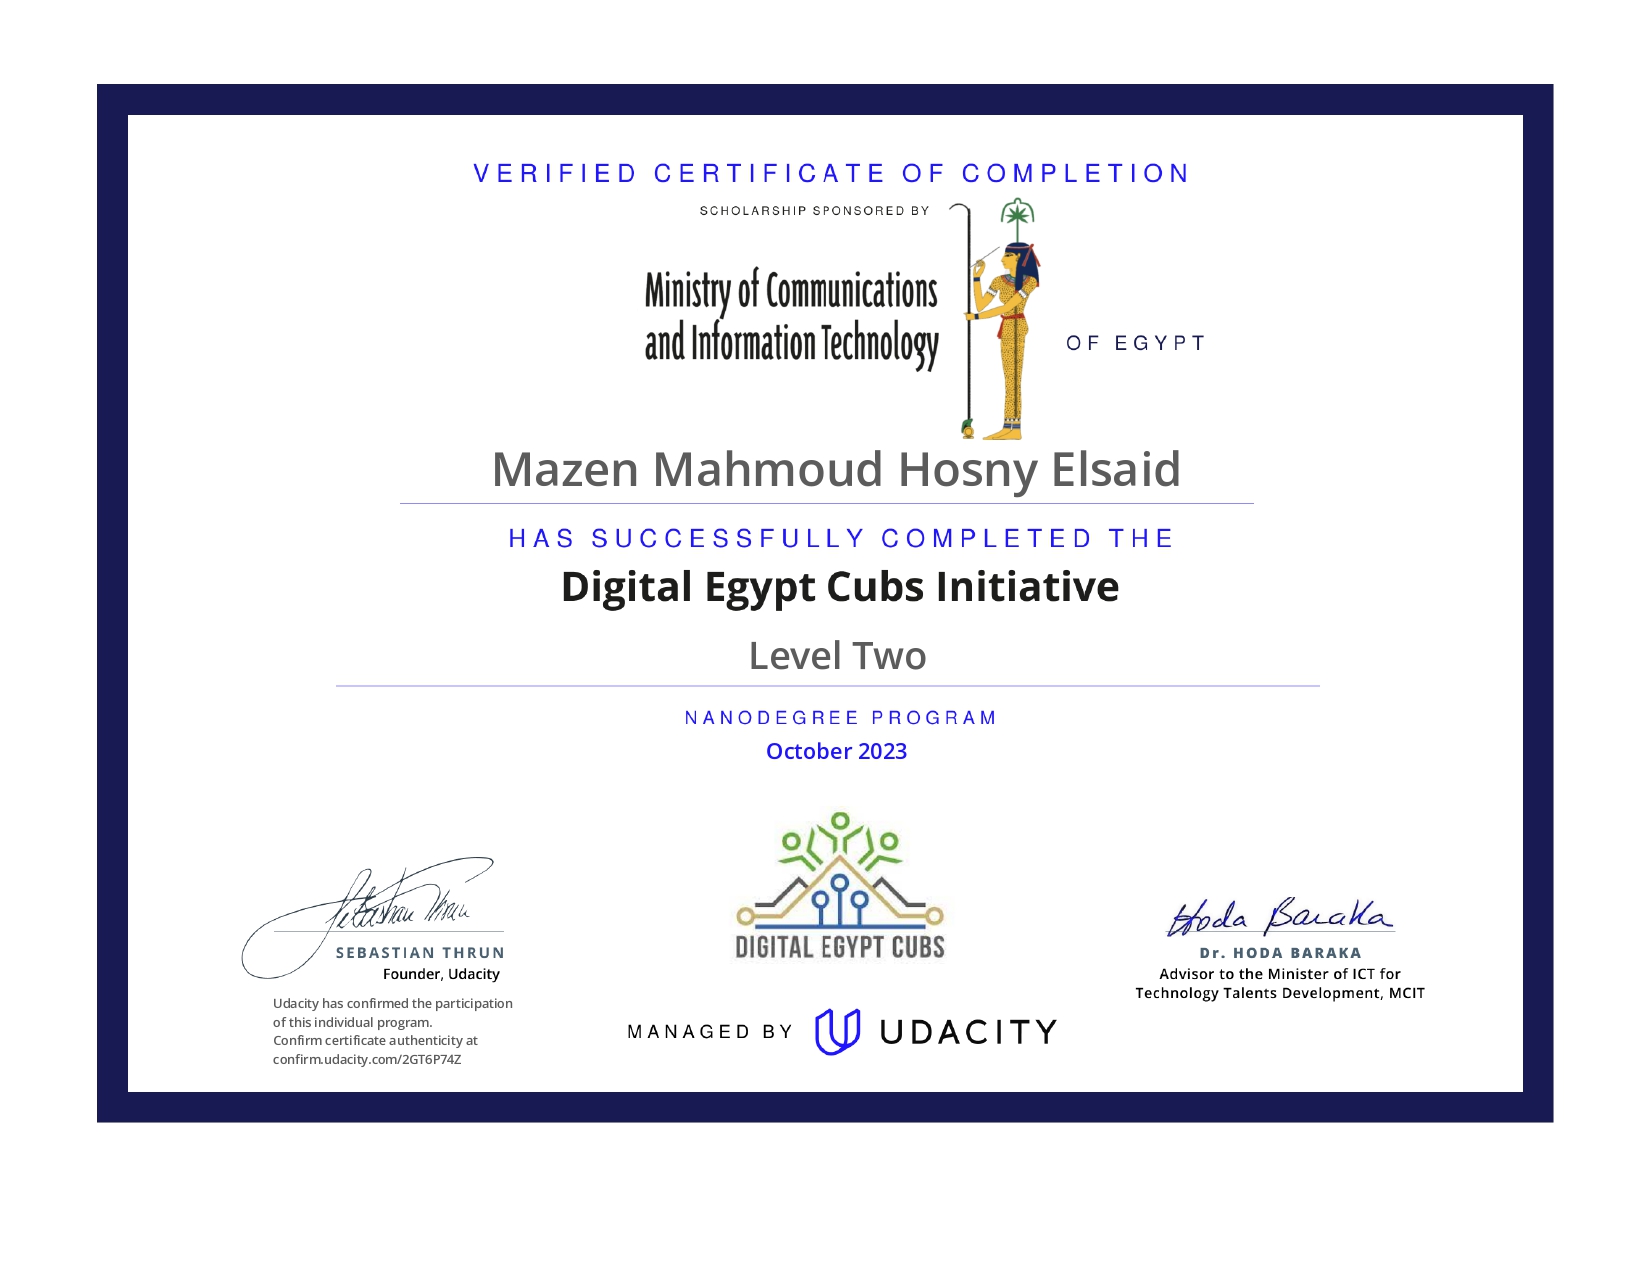 VERIFIED CERTIFICATE OF COMPLETION
SCHOLARSHIP SPONSORED BY
Ministry of Communications
and Information Technology
OF EGYPT
Mazen Mahmoud Hosny Elsaid
HAS SUCCESSFULLY COMPLETED THE
Digital Egypt Cubs Initiative
Level Two
NANODEGREE PROGRAM
October 2023
Sebastian Thrun
SEBASTIAN THRUN
Founder, Udacity
Udacity has confirmed the participation
of this individual program.
Confirm certificate authenticity at
confirm.udacity.com/2GT6P74Z
DIGITAL EGYPT CUBS
MANAGED BY UDACITY
Hoda Baraka
Dr. HODA BARAKA
Advisor to the Minister of ICT for
Technology Talents Development, MCIT